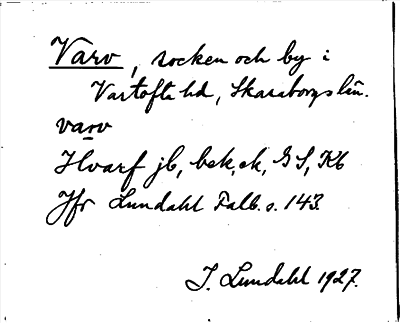 Varv, socken och by i
Vartofta hd, Skaraborgs län.
varv
Hvarf jb, bek, ek, GS, Kb
Jfr Lundahl Falb. s. 143.
I. Lundahl 1927.